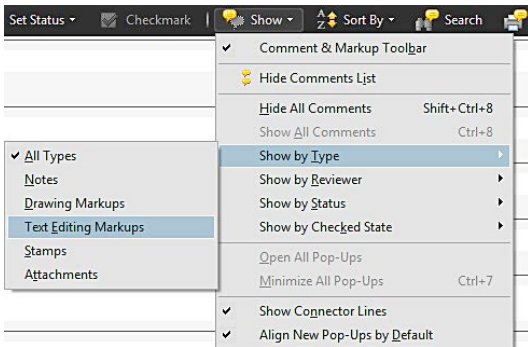 Set Status Checkmark Show Sort By Search
Comment & Markup Toolbar
Hide Comments List
Hide All Comments Shift+Ctrl+8
Show All Comments Ctrl+8
Show by Type
Show by Reviewer
Show by Status
Show by Checked State
Open All Pop-Ups
Minimize All Pop-Ups Ctrl+7
Show Connector Lines
Align New Pop-Ups by Default
All Types
Notes
Drawing Markups
Text Editing Markups
Stamps
Attachments